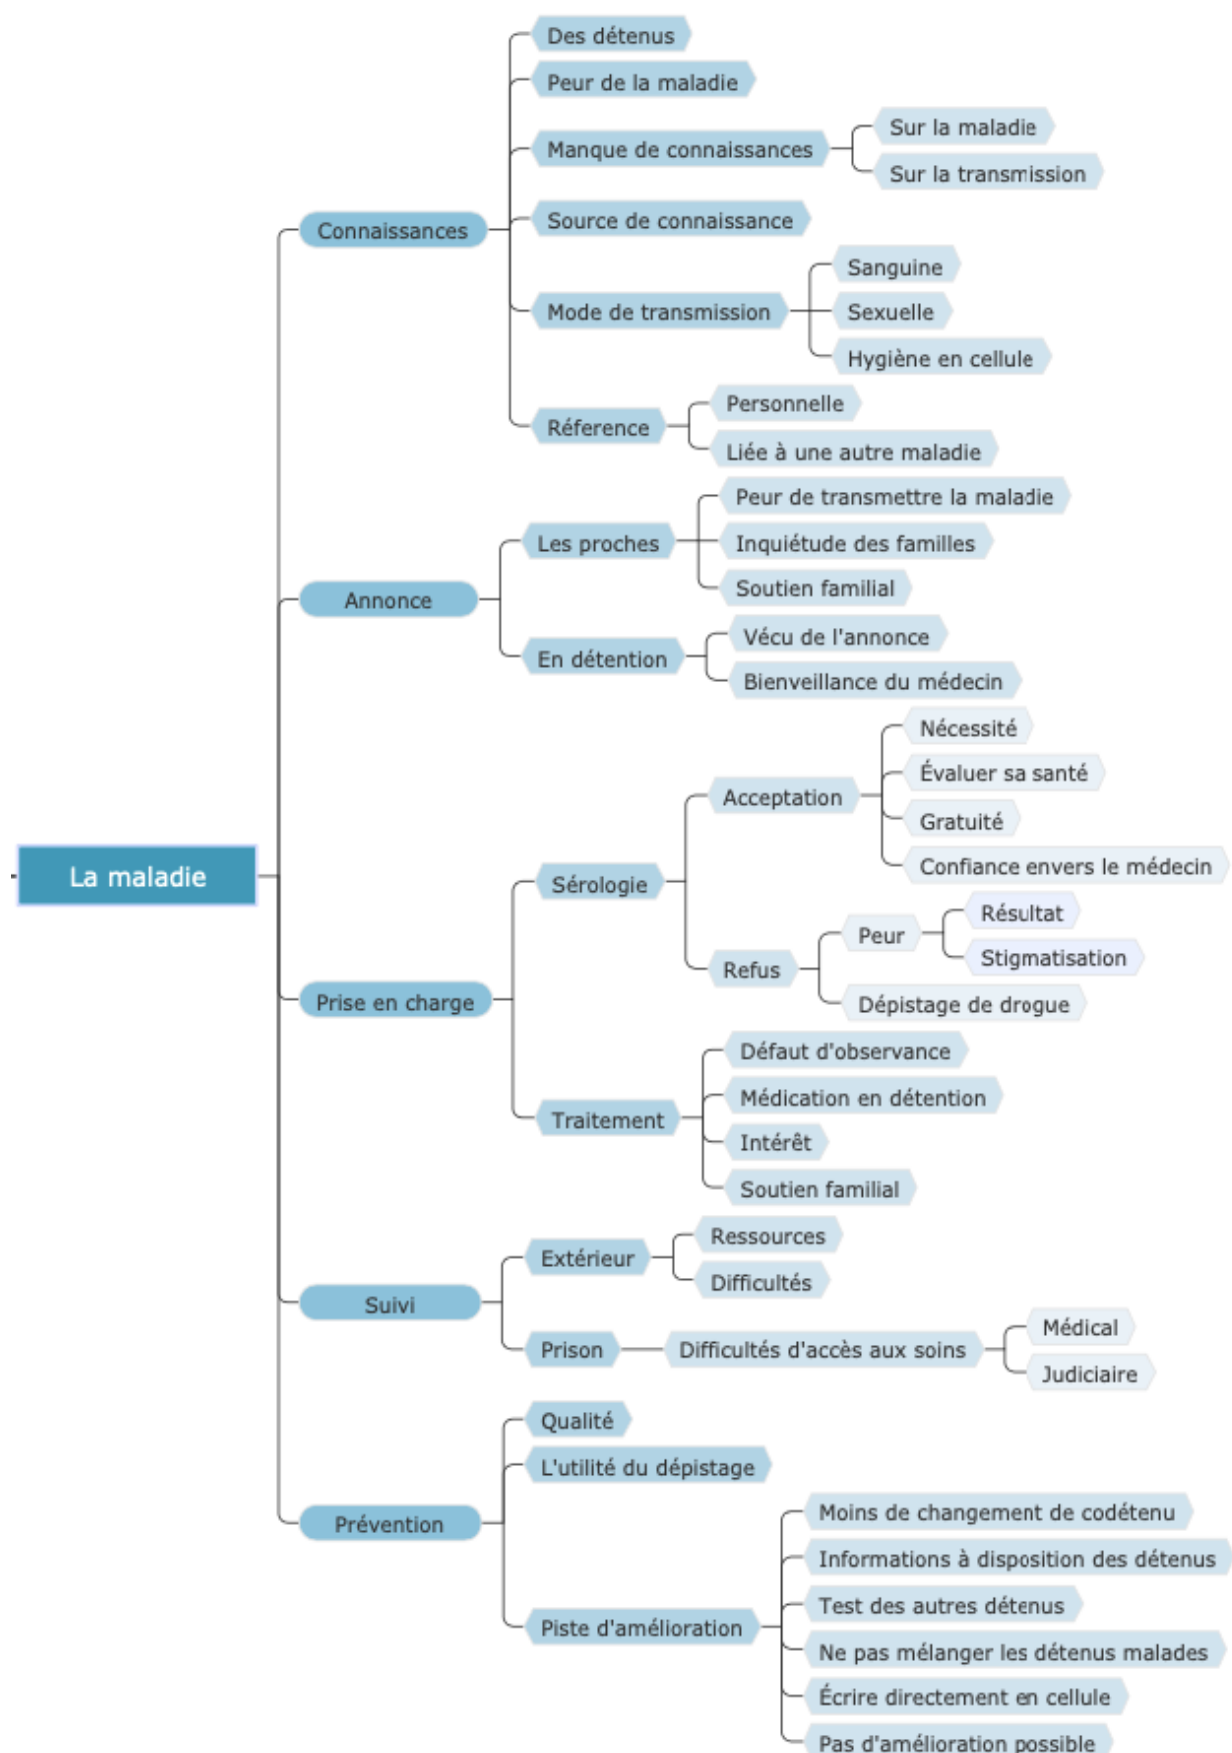 Des détenus
Peur de la maladie
Manque de connaissances
Sur la maladie
Sur la transmission
Connaissances
Source de connaissance
Mode de transmission
Sanguine
Sexuelle
Hygiène en cellule
Réference
Personnelle
Liée à une autre maladie
Annonce
Les proches
Peur de transmettre la maladie
Inquiétude des familles
Soutien familial
En détention
Vécu de l'annonce
Bienveillance du médecin
La maladie
Prise en charge
Sérologie
Acceptation
Nécessité
Évaluer sa santé
Gratuité
Confiance envers le médecin
Refus
Peur
Résultat
Stigmatisation
Dépistage de drogue
Traitement
Défaut d'observance
Médication en détention
Intérêt
Soutien familial
Suivi
Extérieur
Ressources
Difficultés
Prison
Difficultés d'accès aux soins
Médical
Judiciaire
Prévention
Qualité
L'utilité du dépistage
Piste d'amélioration
Moins de changement de codétenu
Informations à disposition des détenus
Test des autres détenus
Ne pas mélanger les détenus malades
Écrire directement en cellule
Pas d'amélioration possible